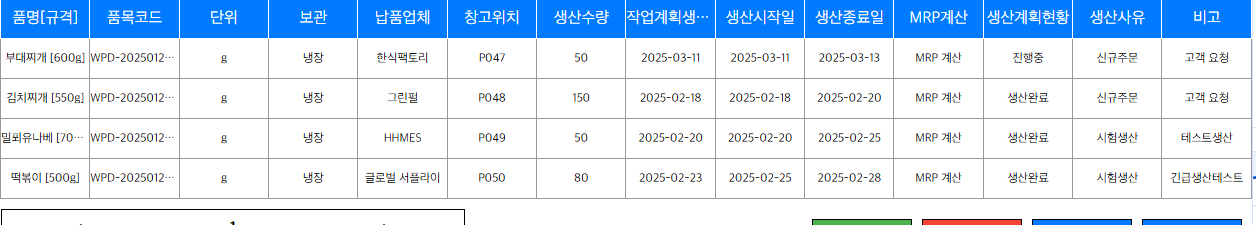 품명[규격] 품목코드 단위 보관 납품업체 창고위치 생산수량 작업계획생… 생산시작일 생산종료일 MRP계산 생산계획현황 생산사유 비고
부대찌개 [600g] WPD-2025012… g 냉장 한식팩토리 P047 50 2025-03-11 2025-03-11 2025-03-13 MRP 계산 진행중 신규주문 고객 요청
김치찌개 [550g] WPD-2025012… g 냉장 그린펄 P048 150 2025-02-18 2025-02-18 2025-02-20 MRP 계산 생산완료 신규주문 고객 요청
밀푀유나베 [70… WPD-2025012… g 냉장 HHMES P049 50 2025-02-20 2025-02-20 2025-02-25 MRP 계산 생산완료 시험생산 테스트생산
떡볶이 [500g] WPD-2025012… g 냉장 글로벌 서플라이 P050 80 2025-02-23 2025-02-25 2025-02-28 MRP 계산 생산완료 시험생산 긴급생산테스트